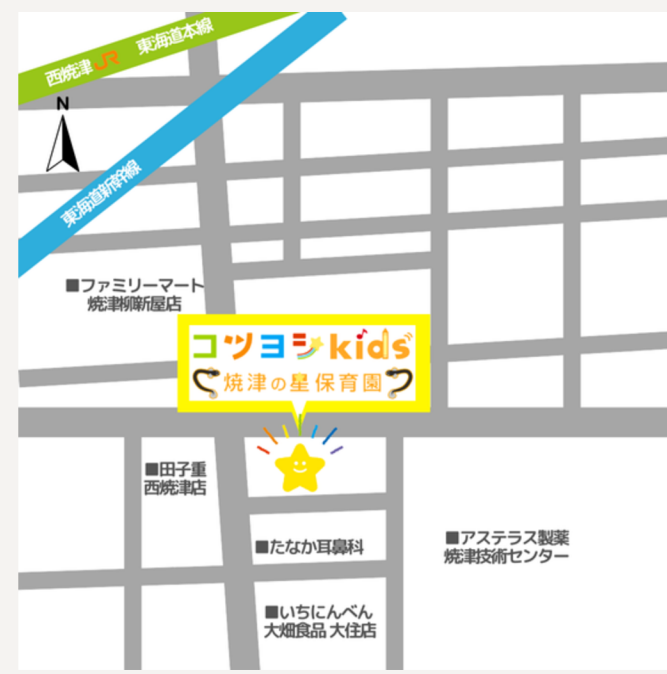 西焼津 JR 東海道本線
N
東海道新幹線
■ファミリーマート
焼津柳新屋店
コツヨシkids
焼津の星保育園
■田子重
西焼津店
■たなか耳鼻科
■アステラス製薬
焼津技術センター
■いちにんべん
大畑食品 大住店